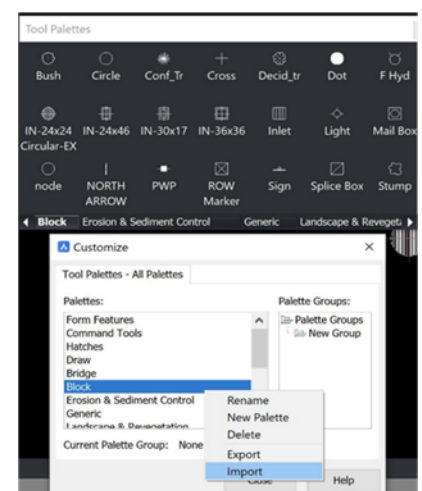 Tool Palettes
Bush Circle Conf_Tr Cross Decid_tr Dot F Hyd
IN-24x24 IN-24x46 IN-30x17 IN-36x36 Inlet Light Mail Box
Circular-EX
node NORTH PWP ROW Sign Splice Box Stump
ARROW Marker
Block Erosion & Sediment Control Generic Landscape & Revegeta
Customize
Tool Palettes - All Palettes
Palettes: Palette Groups:
Form Features Palette Groups
Command Tools New Group
Hatches
Draw
Bridge
Block
Erosion & Sediment Control Rename
Generic New Palette
Landscape & Revegetation Delete
Current Palette Group: None Export
Import
Close Help